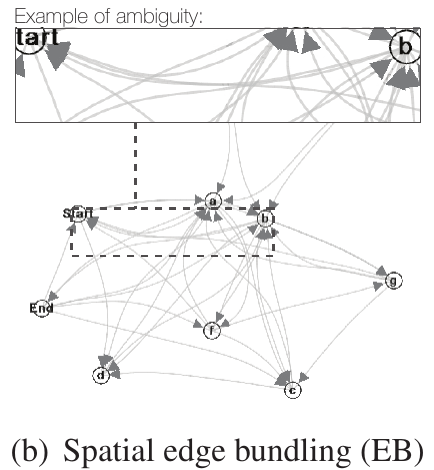 Example of ambiguity:
tart
b
a
Start
b
g
End
f
d
c
(b) Spatial edge bundling (EB)